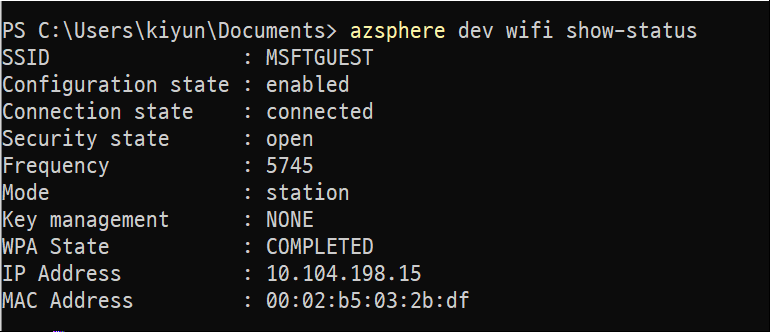 PS C:\Users\kiyun\Documents> azsphere dev wifi show-status
SSID                : MSFTGUEST
Configuration state : enabled
Connection state    : connected
Security state      : open
Frequency           : 5745
Mode                : station
Key management      : NONE
WPA State           : COMPLETED
IP Address          : 10.104.198.15
MAC Address         : 00:02:b5:03:2b:df